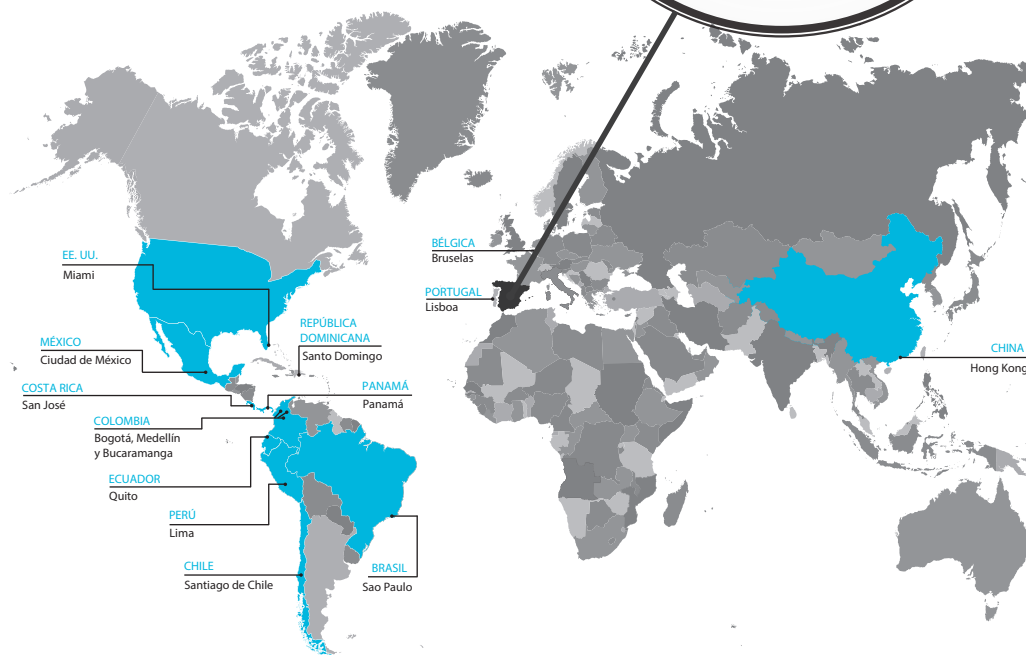 EE. UU.
Miami
MÉXICO
Ciudad de México
COSTA RICA
San José
COLOMBIA
Bogotá, Medellín
y Bucaramanga
ECUADOR
Quito
PERÚ
Lima
CHILE
Santiago de Chile
REPÚBLICA
DOMINICANA
Santo Domingo
PANAMÁ
Panamá
BRASIL
Sao Paulo
BÉLGICA
Bruselas
PORTUGAL
Lisboa
CHINA
Hong Kong